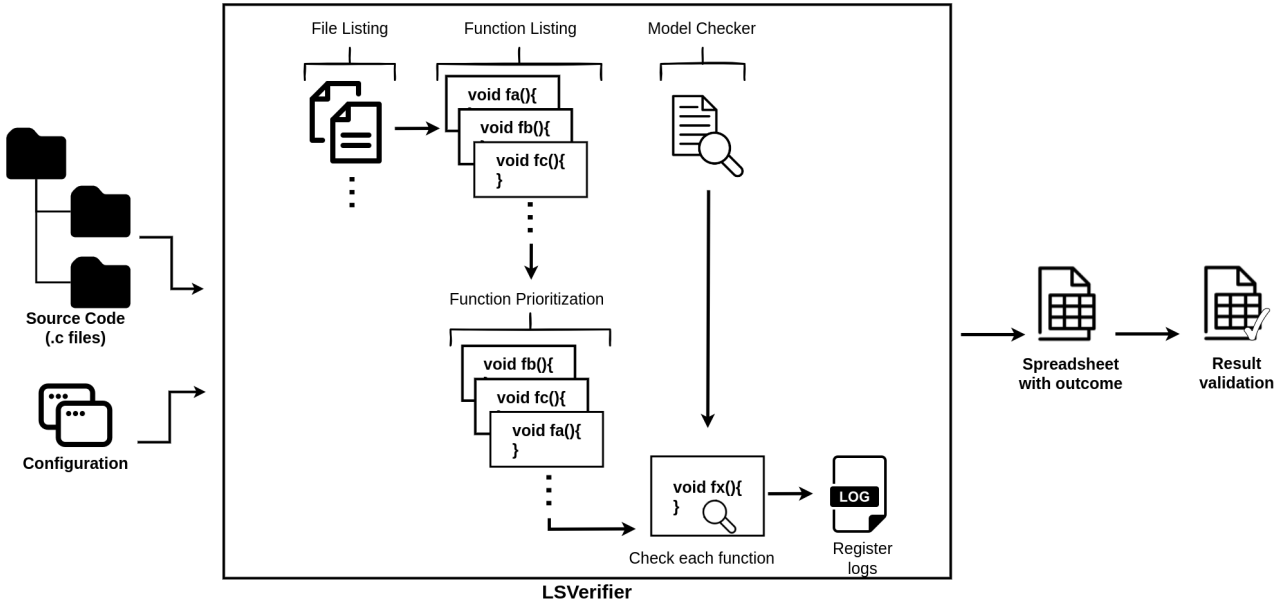 File Listing
Function Listing
Model Checker
void fa(){
void fb(){
void fc(){
}
Source Code
(.c files)
Configuration
Function Prioritization
void fb(){
void fc(){
void fa(){
}
void fx(){
}
Check each function
LOG
Register
logs
LSVerifier
Spreadsheet
with outcome
Result
validation